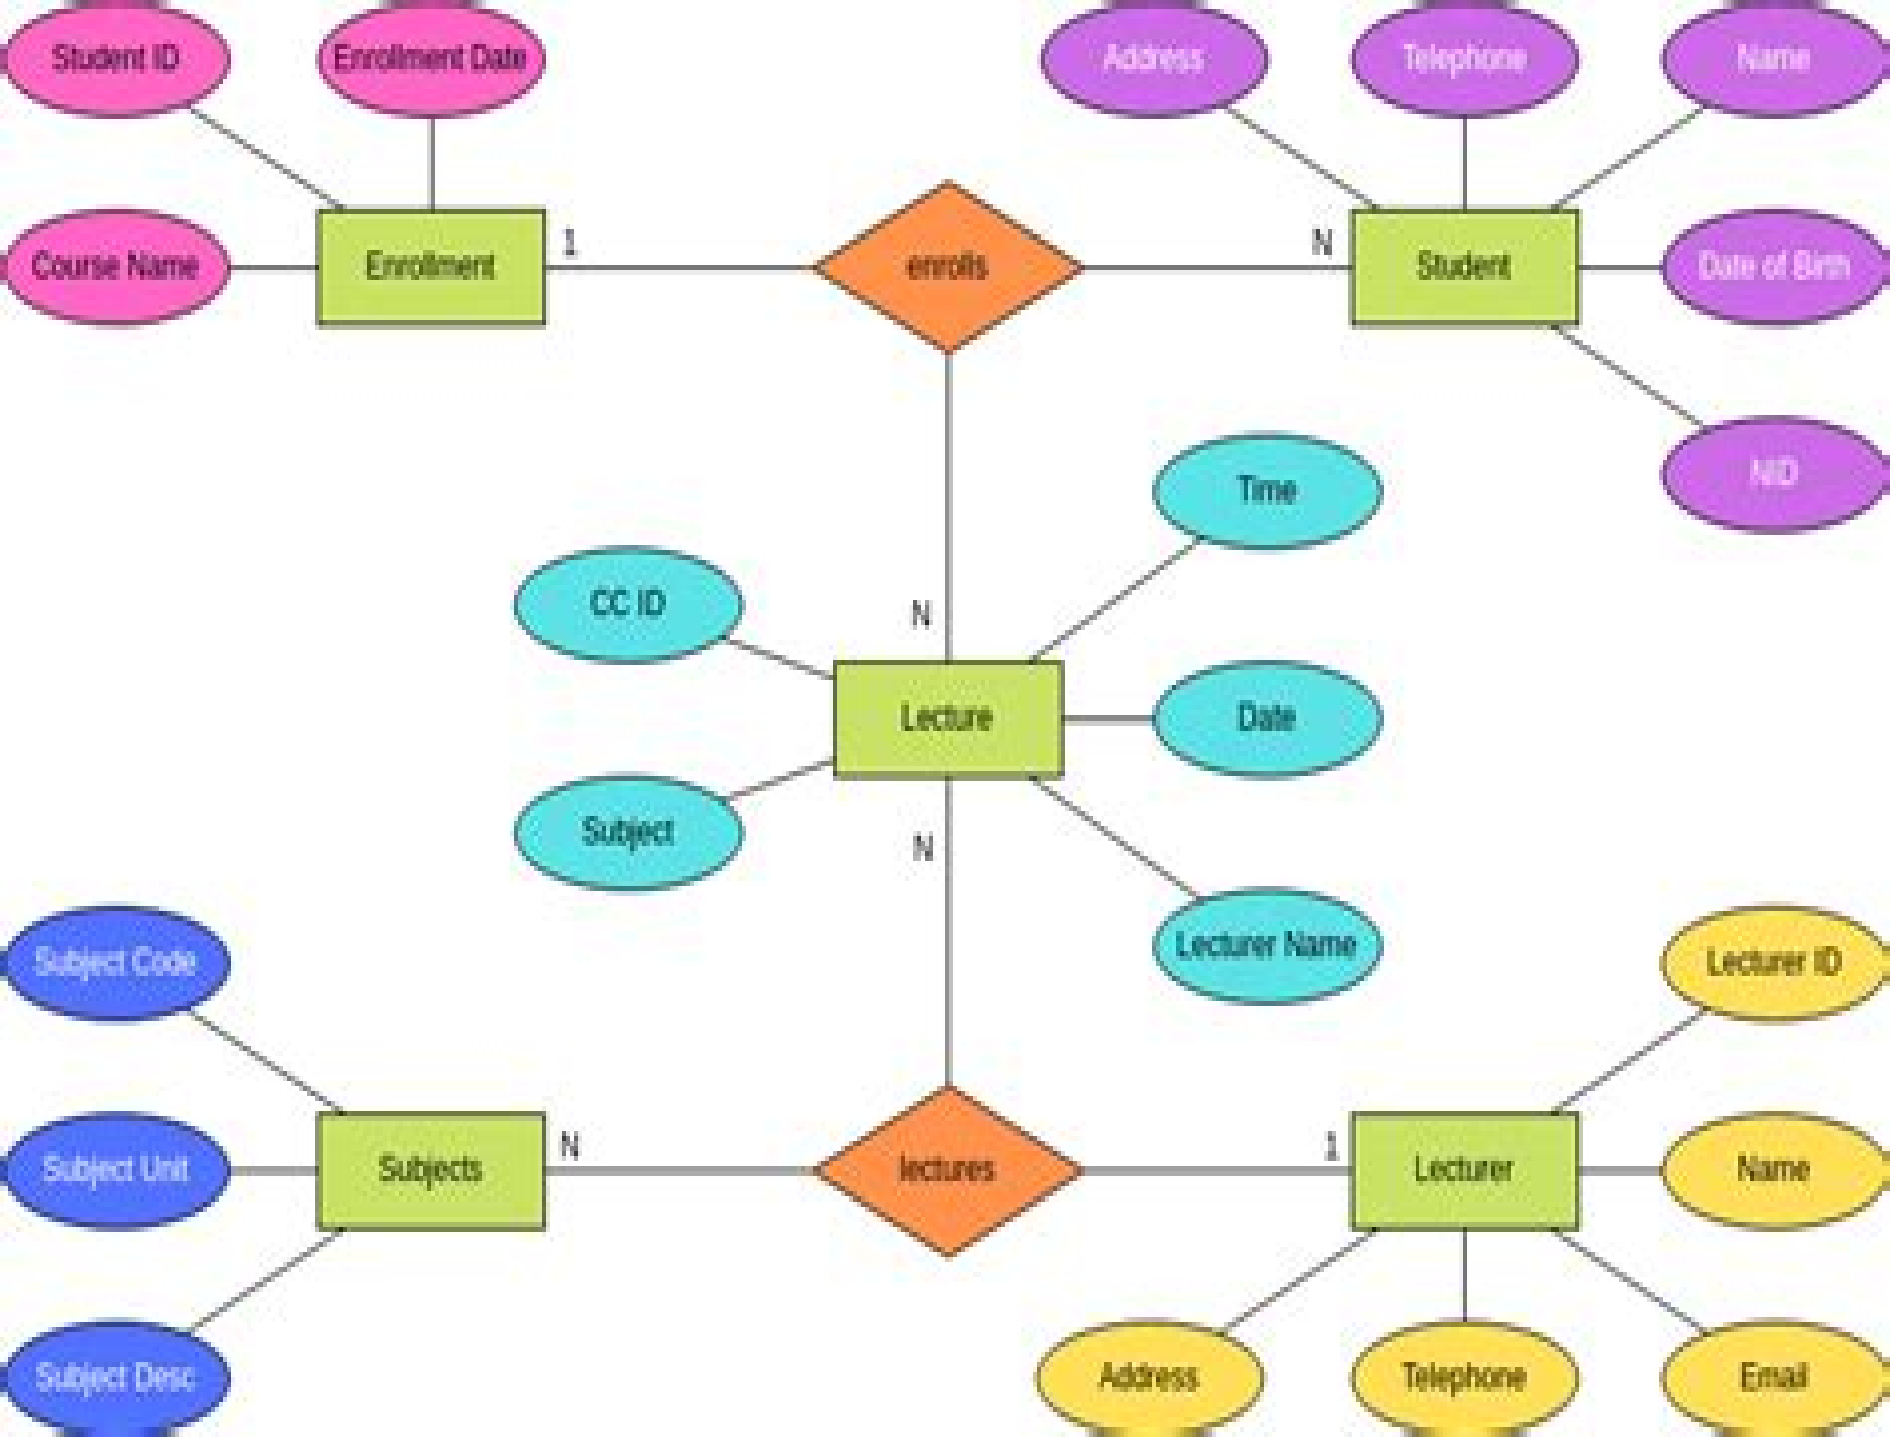 Student ID
Enrollment Date
Address
Telephone
Name
Course Name
Enrollment
1
enrolls
N
Student
Date of Birth
NID
Time
CC ID
N
Lecture
Date
Subject
N
Lecturer Name
Subject Code
Lecturer ID
Subject Unit
Subjects
N
lectures
1
Lecturer
Name
Subject Desc
Address
Telephone
Email